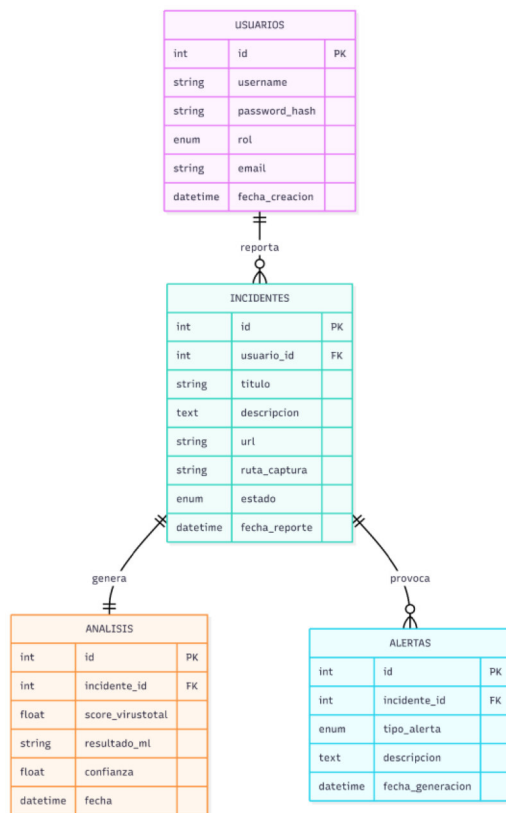 USUARIOS
int id PK
string username
string password_hash
enum rol
string email
datetime fecha_creacion
reporta
INCIDENTES
int id PK
int usuario_id FK
string titulo
text descripcion
string url
string ruta_captura
enum estado
datetime fecha_reporte
genera
provoca
ANALISIS
int id PK
int incidente_id FK
float score_virustotal
string resultado_ml
float confianza
datetime fecha
ALERTAS
int id PK
int incidente_id FK
enum tipo_alerta
text descripcion
datetime fecha_generacion